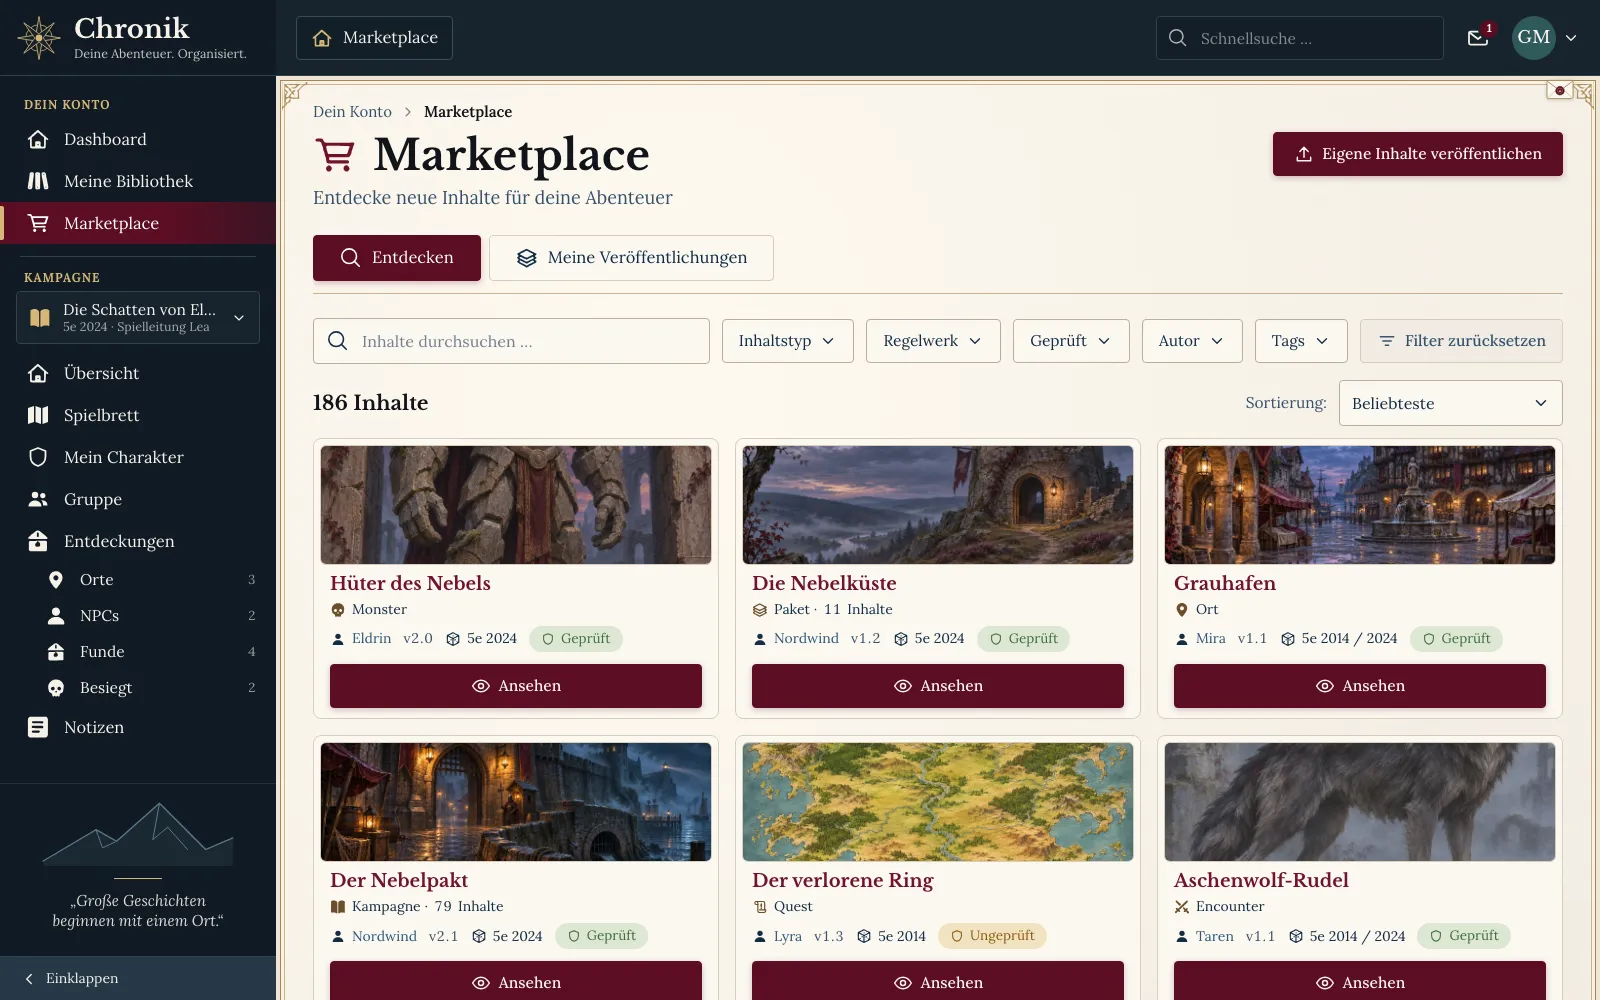 Chronik
Deine Abenteuer. Organisiert.
Marketplace
Schnellsuche ...
1
GM
DEIN KONTO
Dashboard
Meine Bibliothek
Marketplace
KAMPAGNE
Die Schatten von El...
5e 2024 · Spielleitung Lea
Übersicht
Spielbrett
Mein Charakter
Gruppe
Entdeckungen
Orte 3
NPCs 2
Funde 4
Besiegt 2
Notizen
„Große Geschichten
beginnen mit einem Ort.“
Einklappen
Dein Konto > Marketplace
Marketplace
Entdecke neue Inhalte für deine Abenteuer
Eigene Inhalte veröffentlichen
Entdecken
Meine Veröffentlichungen
Inhalte durchsuchen ...
Inhaltstyp
Regelwerk
Geprüft
Autor
Tags
Filter zurücksetzen
186 Inhalte
Sortierung:
Beliebteste
Hüter des Nebels
Monster
Eldrin v2.0 5e 2024 Geprüft
Ansehen
Die Nebelküste
Paket · 11 Inhalte
Nordwind v1.2 5e 2024 Geprüft
Ansehen
Grauhafen
Ort
Mira v1.1 5e 2014 / 2024 Geprüft
Ansehen
Der Nebelpakt
Kampagne · 79 Inhalte
Nordwind v2.1 5e 2024 Geprüft
Ansehen
Der verlorene Ring
Quest
Lyra v1.3 5e 2014 Ungeprüft
Ansehen
Aschenwolf-Rudel
Encounter
Taren v1.1 5e 2014 / 2024 Geprüft
Ansehen